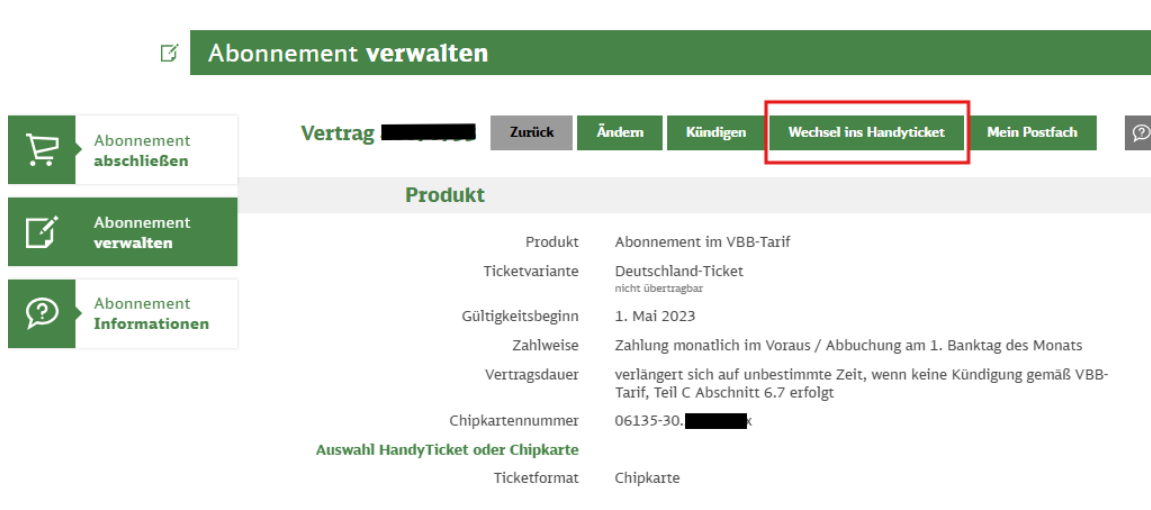 Abonnement verwalten
Abonnement
abschließen
Abonnement
verwalten
Abonnement
Informationen
Vertrag
Zurück
Ändern
Kündigen
Wechsel ins Handyticket
Mein Postfach
Produkt
Produkt Abonnement im VBB-Tarif
Ticketvariante Deutschland-Ticket
nicht übertragbar
Gültigkeitsbeginn 1. Mai 2023
Zahlweise Zahlung monatlich im Voraus / Abbuchung am 1. Banktag des Monats
Vertragsdauer verlängert sich auf unbestimmte Zeit, wenn keine Kündigung gemäß VBB-
Tarif, Teil C Abschnitt 6.7 erfolgt
Chipkartennummer 06135-30.
Auswahl HandyTicket oder Chipkarte
Ticketformat Chipkarte